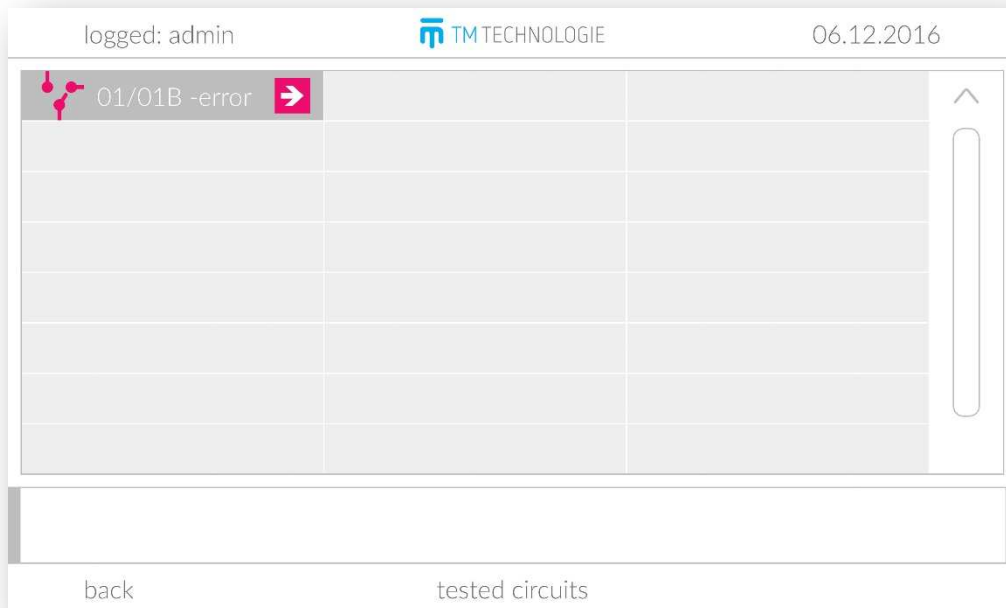 logged: admin
TM TECHNOLOGIE
06.12.2016
01/01B -error
back
tested circuits